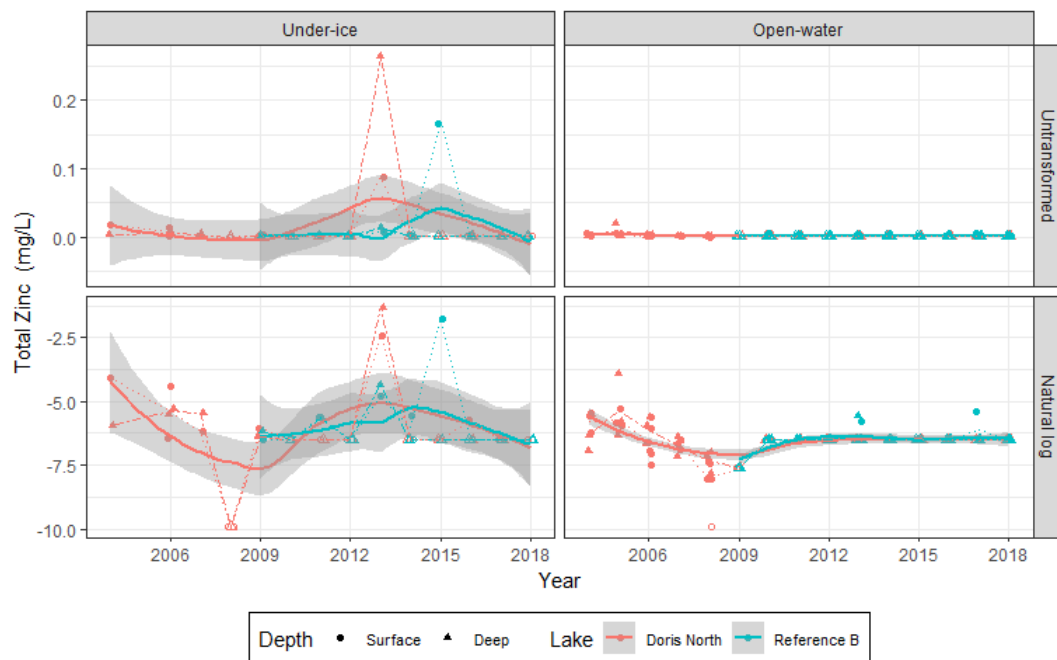 Under-ice
Open-water
Total Zinc (mg/L)
0.2
0.1
0.0
Untransformed
-2.5
-5.0
-7.5
-10.0
Natural log
2006 2009 2012 2015 2018
2006 2009 2012 2015 2018
Year
Depth Surface Deep Lake Doris North Reference B